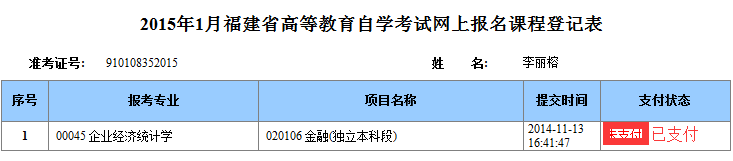 2015年1月福建省高等教育自学考试网上报名课程登记表
准考证号: 910108352015 姓 名: 李丽榕
序号 报考专业 项目名称 提交时间 支付状态
1 00045 企业经济统计学 020106 金融(独立本科段) 2014-11-13 16:41:47 未支付 已支付